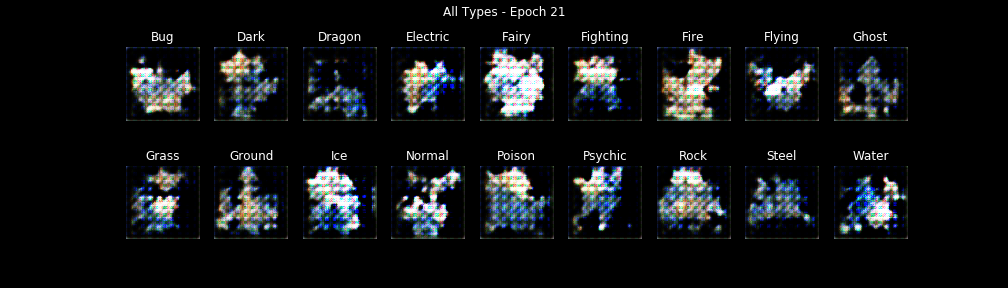 All Types - Epoch 21
Bug Dark Dragon Electric Fairy Fighting Fire Flying Ghost
Grass Ground Ice Normal Poison Psychic Rock Steel Water